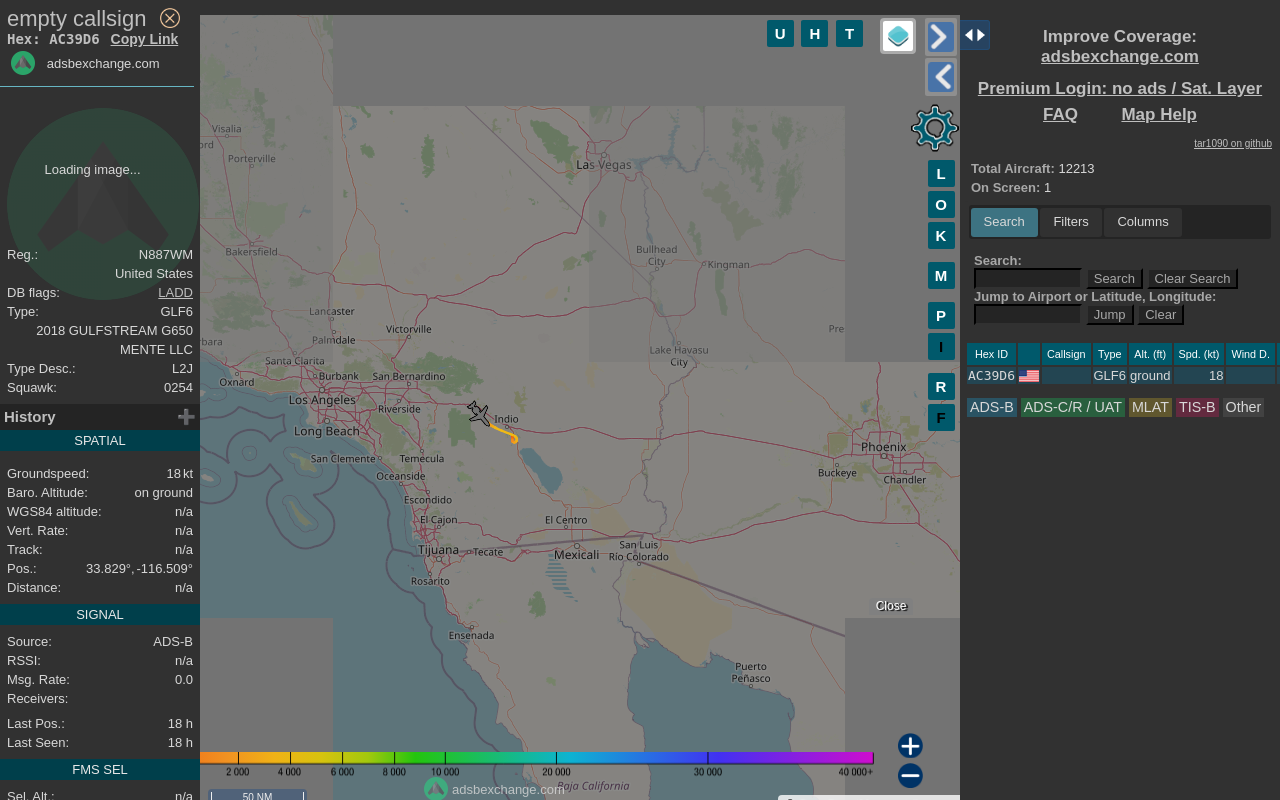 empty callsign
Hex: AC39D6 Copy Link
adsbexchange.com
Loading image...
Reg.: N887WM
United States
DB flags: LADD
Type: GLF6
2018 GULFSTREAM G650
MENTE LLC
Type Desc.: L2J
Squawk: 0254
History
SPATIAL
Groundspeed: 18 kt
Baro. Altitude: on ground
WGS84 altitude: n/a
Vert. Rate: n/a
Track: n/a
Pos.: 33.829°, -116.509°
Distance: n/a
SIGNAL
Source: ADS-B
RSSI: n/a
Msg. Rate: 0.0
Receivers:
Last Pos.: 18 h
Last Seen: 18 h
FMS SEL
Sel. Alt.: n/a
U H T
L
O
K
M
P
I
R
F
Visalia
ord
Porterville
Las Vegas
Bakersfield
Bullhead
City
Kingman
Lancaster
Palmdale
Victorville
bara
Pre
Santa Clarita
Lake Havasu
City
Oxnard
Burbank
San Bernardino
Los Angeles
Riverside
Indio
Long Beach
Phoenix
San Clemente
Temecula
Oceanside
Buckeye
Chandler
Escondido
El Cajon
El Centro
Tijuana
Tecate
Mexicali
San Luis
Río Colorado
Rosarito
Close
Ensenada
Puerto
Peñasco
2 000 4 000 6 000 8 000 10 000 20 000 30 000 40 000+
Baja California
adsbexchange.com
50 NM
Improve Coverage:
adsbexchange.com
Premium Login: no ads / Sat. Layer
FAQ Map Help
tar1090 on github
Total Aircraft: 12213
On Screen: 1
Search Filters Columns
Search:
Search Clear Search
Jump to Airport or Latitude, Longitude:
Jump Clear
Hex ID Callsign Type Alt. (ft) Spd. (kt) Wind D.
AC39D6 GLF6 ground 18
ADS-B ADS-C/R / UAT MLAT TIS-B Other